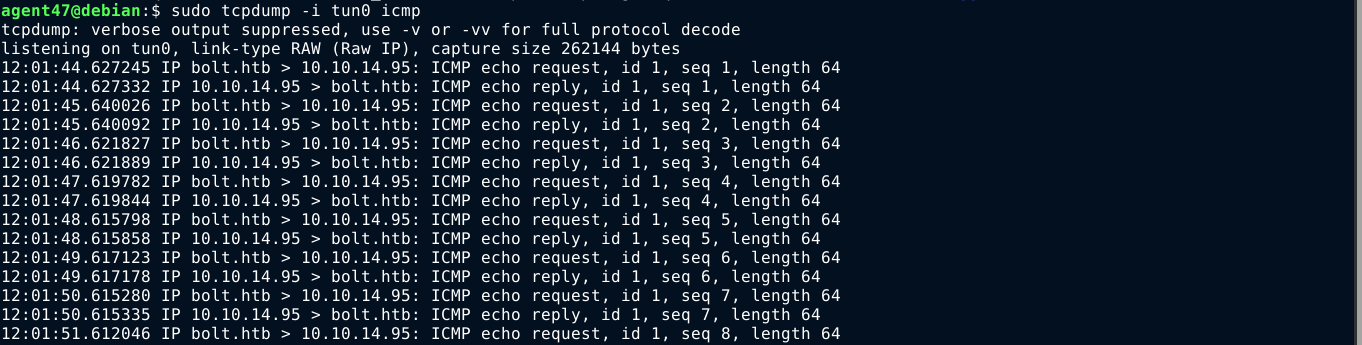 agent47@debian:$ sudo tcpdump -i tun0 icmp
tcpdump: verbose output suppressed, use -v or -vv for full protocol decode
listening on tun0, link-type RAW (Raw IP), capture size 262144 bytes
12:01:44.627245 IP bolt.htb > 10.10.14.95: ICMP echo request, id 1, seq 1, length 64
12:01:44.627332 IP 10.10.14.95 > bolt.htb: ICMP echo reply, id 1, seq 1, length 64
12:01:45.640026 IP bolt.htb > 10.10.14.95: ICMP echo request, id 1, seq 2, length 64
12:01:45.640092 IP 10.10.14.95 > bolt.htb: ICMP echo reply, id 1, seq 2, length 64
12:01:46.621827 IP bolt.htb > 10.10.14.95: ICMP echo request, id 1, seq 3, length 64
12:01:46.621889 IP 10.10.14.95 > bolt.htb: ICMP echo reply, id 1, seq 3, length 64
12:01:47.619782 IP bolt.htb > 10.10.14.95: ICMP echo request, id 1, seq 4, length 64
12:01:47.619844 IP 10.10.14.95 > bolt.htb: ICMP echo reply, id 1, seq 4, length 64
12:01:48.615798 IP bolt.htb > 10.10.14.95: ICMP echo request, id 1, seq 5, length 64
12:01:48.615858 IP 10.10.14.95 > bolt.htb: ICMP echo reply, id 1, seq 5, length 64
12:01:49.617123 IP bolt.htb > 10.10.14.95: ICMP echo request, id 1, seq 6, length 64
12:01:49.617178 IP 10.10.14.95 > bolt.htb: ICMP echo reply, id 1, seq 6, length 64
12:01:50.615280 IP bolt.htb > 10.10.14.95: ICMP echo request, id 1, seq 7, length 64
12:01:50.615335 IP 10.10.14.95 > bolt.htb: ICMP echo reply, id 1, seq 7, length 64
12:01:51.612046 IP bolt.htb > 10.10.14.95: ICMP echo request, id 1, seq 8, length 64